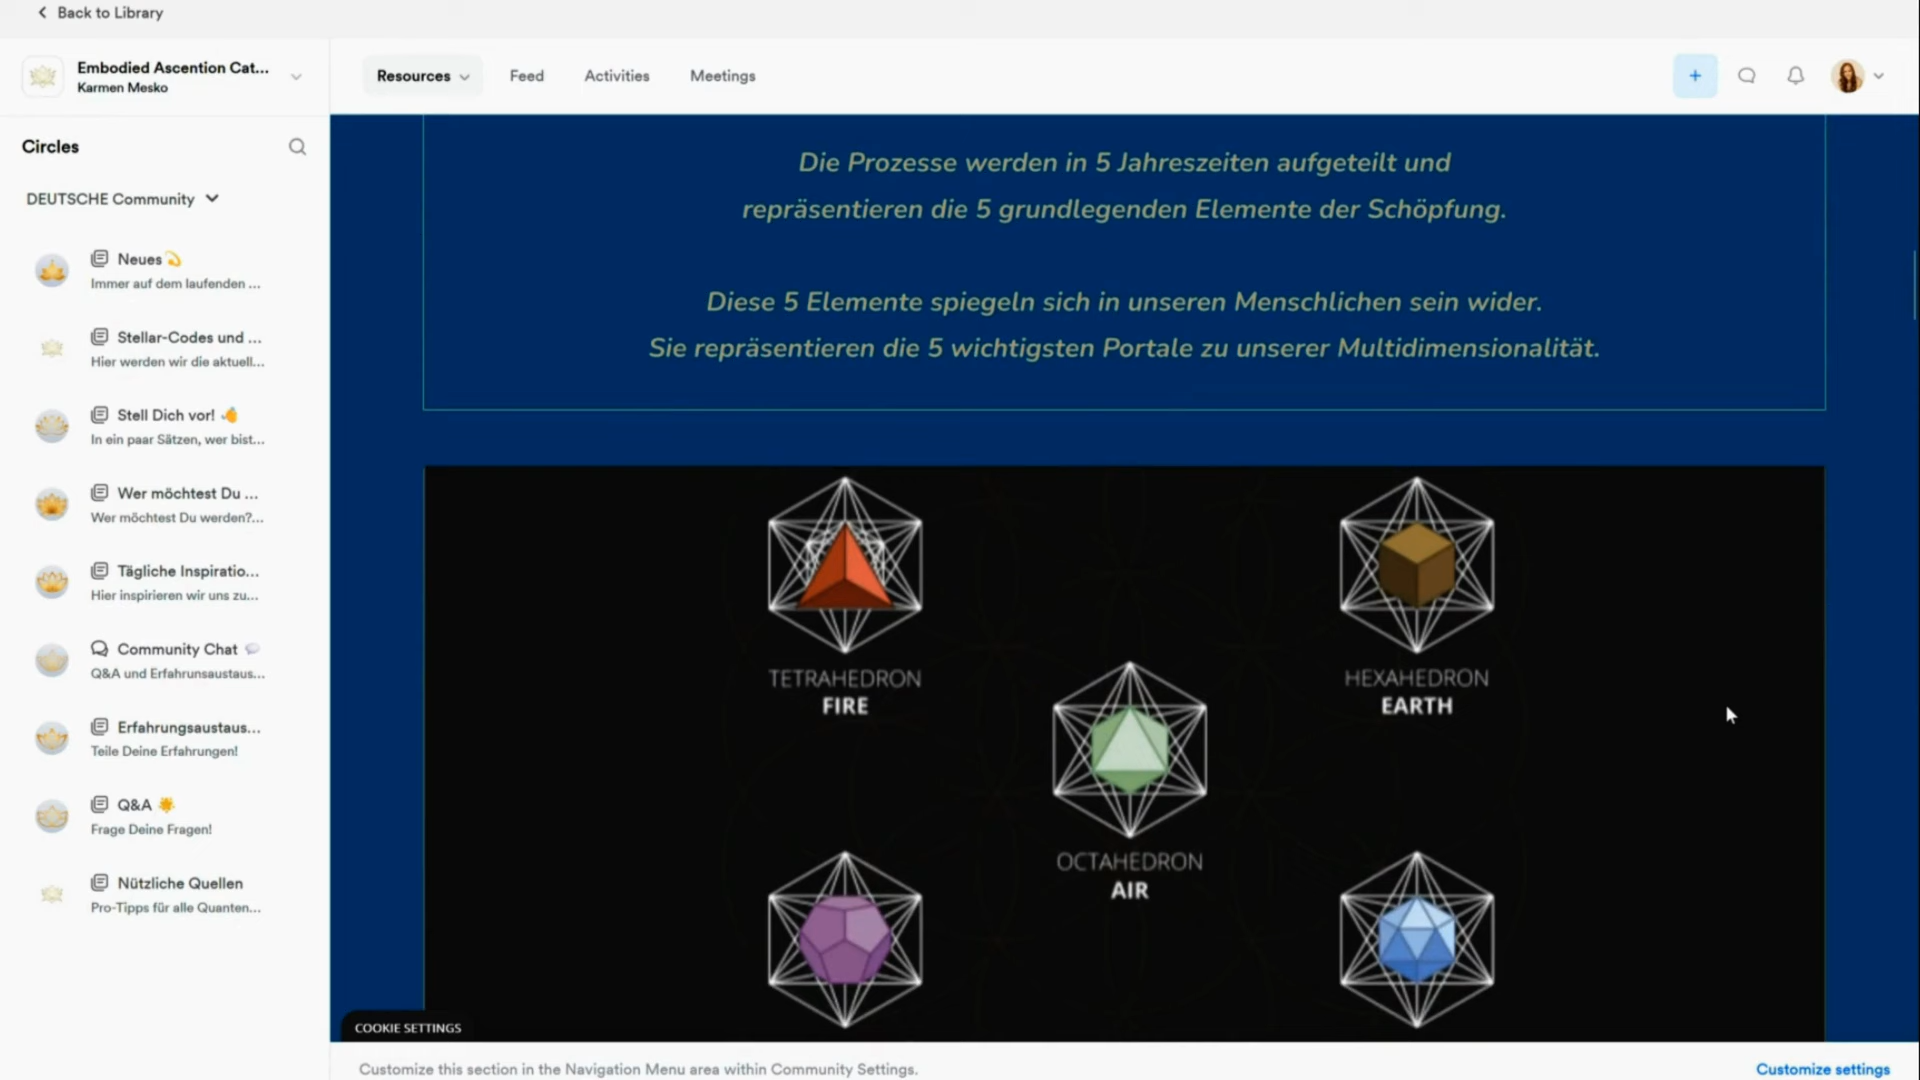 Back to Library
Embodied Ascention Cat...
Karmen Mesko
Resources
Feed
Activities
Meetings
Circles
DEUTSCHE Community
Neues
Immer auf dem laufenden ...
Stellar-Codes und ...
Hier werden wir die aktuell...
Stell Dich vor!
In ein paar Sätzen, wer bist...
Wer möchtest Du ...
Wer möchtest Du werden?...
Tägliche Inspiratio...
Hier inspirieren wir uns zu...
Community Chat
Q&A und Erfahrunsaustaus...
Erfahrungsaustaus...
Teile Deine Erfahrungen!
Q&A
Frage Deine Fragen!
Nützliche Quellen
Pro-Tipps für alle Quanten...
Die Prozesse werden in 5 Jahreszeiten aufgeteilt und
repräsentieren die 5 grundlegenden Elemente der Schöpfung.
Diese 5 Elemente spiegeln sich in unseren Menschlichen sein wider.
Sie repräsentieren die 5 wichtigsten Portale zu unserer Multidimensionalität.
TETRAHEDRON
FIRE
HEXAHEDRON
EARTH
OCTAHEDRON
AIR
COOKIE SETTINGS
Customize this section in the Navigation Menu area within Community Settings.
Customize settings